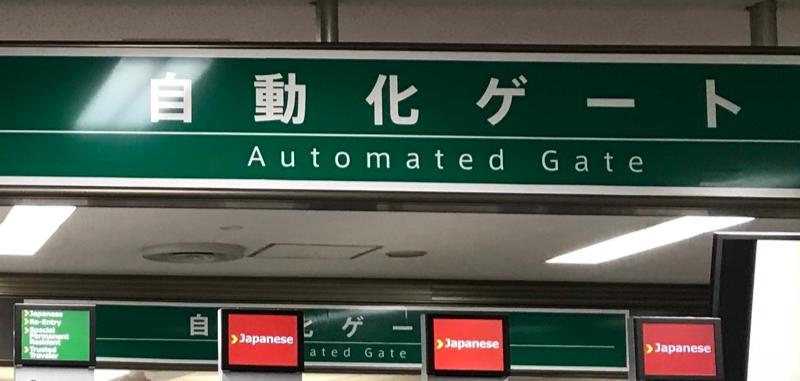 自動化ゲート
Automated Gate
自 化ゲー
ated Gate
Japanese
Re-Entry
Special
Permanent
Resident
Trusted
Traveler
Japanese
Japanese
Japanese